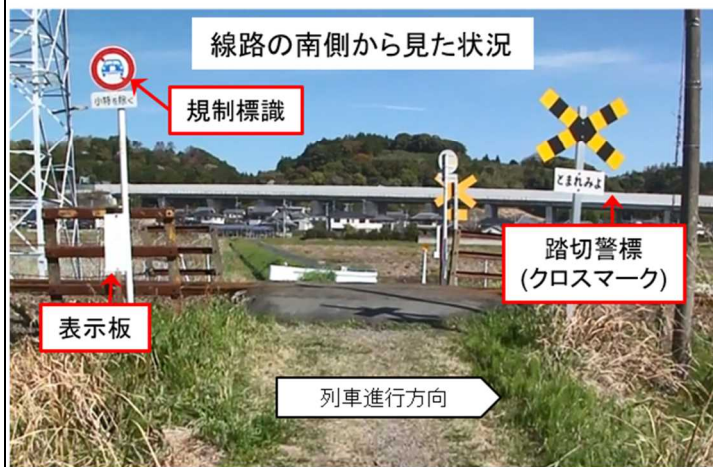 線路の南側から見た状況
小特を除く
規制標識
とまれみよ
踏切警標
(クロスマーク)
表示板
列車進行方向